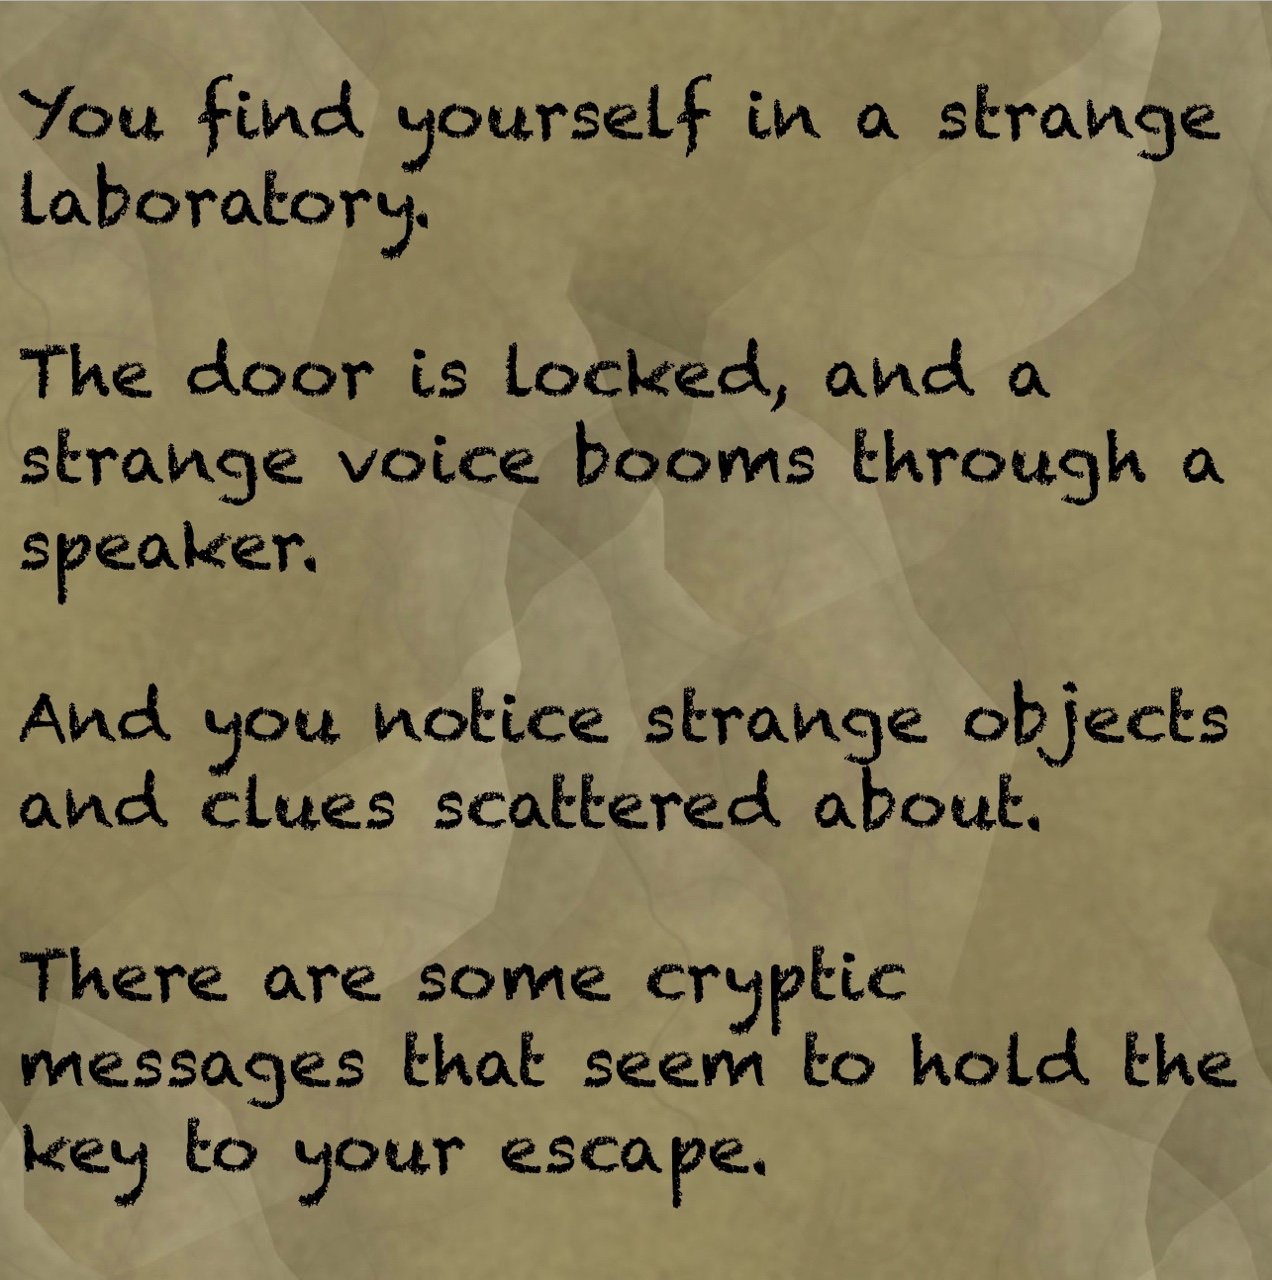 You find yourself in a strange
laboratory.
The door is locked, and a
strange voice booms through a
speaker.
And you notice strange objects
and clues scattered about.
There are some cryptic
messages that seem to hold the
key to your escape.